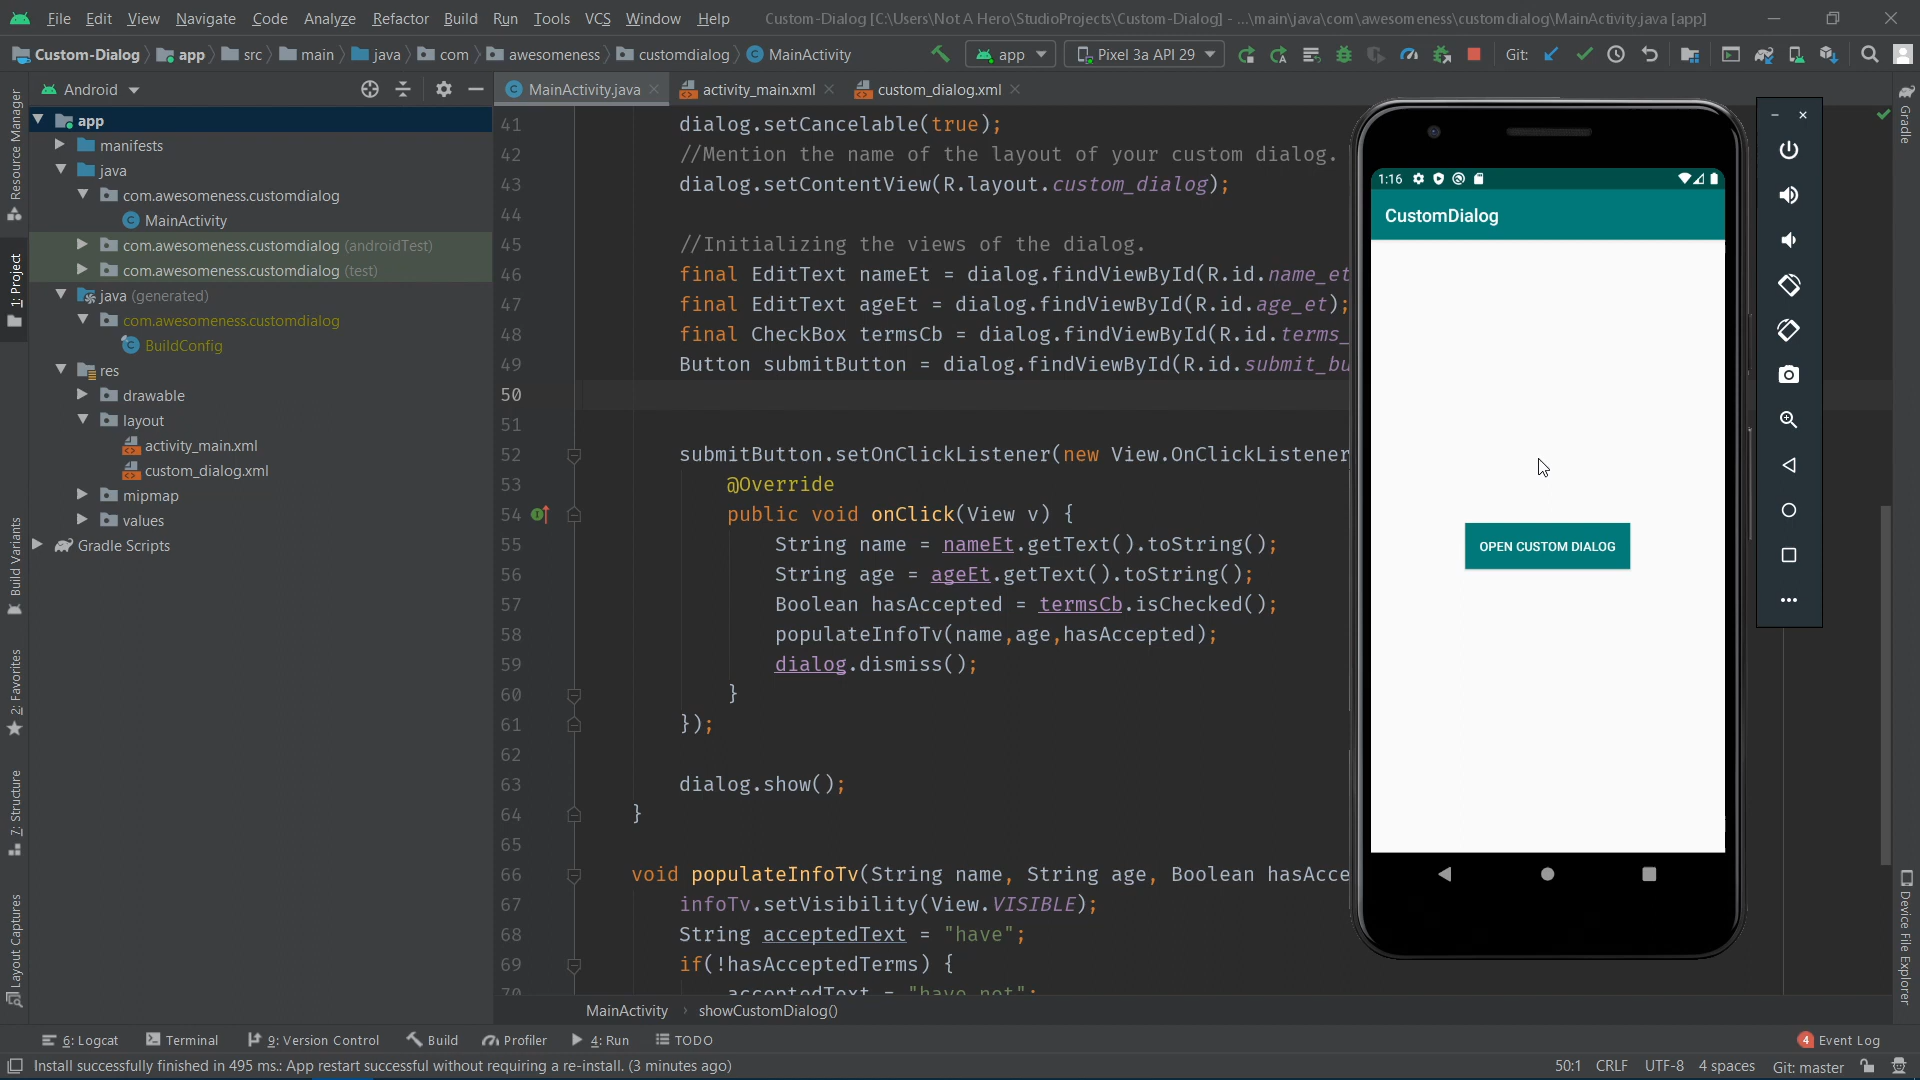 File Edit View Navigate Code Analyze Refactor Build Run Tools VCS Window Help Custom-Dialog [C:\Users\Not A Hero\StudioProjects\Custom-Dialog] - ...\main\java\com\awesomeness\customdialog\MainActivity.java [app]
Custom-Dialog app src main java com awesomeness customdialog MainActivity app Pixel 3a API 29 Git:
Android MainActivity.java activity_main.xml custom_dialog.xml
Resource Manager
1: Project
Build Variants
2: Favorites
7: Structure
Layout Captures
app
manifests
java
com.awesomeness.customdialog
MainActivity
com.awesomeness.customdialog (androidTest)
com.awesomeness.customdialog (test)
java (generated)
com.awesomeness.customdialog
BuildConfig
res
drawable
layout
activity_main.xml
custom_dialog.xml
mipmap
values
Gradle Scripts
41 dialog.setCancelable(true);
42 //Mention the name of the layout of your custom dialog.
43 dialog.setContentView(R.layout.custom_dialog);
44
45 //Initializing the views of the dialog.
46 final EditText nameEt = dialog.findViewById(R.id.name_et
47 final EditText ageEt = dialog.findViewById(R.id.age_et);
48 final CheckBox termsCb = dialog.findViewById(R.id.terms_
49 Button submitButton = dialog.findViewById(R.id.submit_bu
50
51
52 submitButton.setOnClickListener(new View.OnClickListener
53 @Override
54 public void onClick(View v) {
55 String name = nameEt.getText().toString();
56 String age = ageEt.getText().toString();
57 Boolean hasAccepted = termsCb.isChecked();
58 populateInfoTv(name,age,hasAccepted);
59 dialog.dismiss();
60 }
61 });
62
63 dialog.show();
64 }
65
66 void populateInfoTv(String name, String age, Boolean hasAcce
67 infoTv.setVisibility(View.VISIBLE);
68 String acceptedText = "have";
69 if(!hasAcceptedTerms) {
70 acceptedText = "have not";
MainActivity showCustomDialog()
1:16
CustomDialog
OPEN CUSTOM DIALOG
Gradle
Device File Explorer
6: Logcat Terminal 9: Version Control Build Profiler 4: Run TODO 4 Event Log
Install successfully finished in 495 ms.: App restart successful without requiring a re-install. (3 minutes ago) 50:1 CRLF UTF-8 4 spaces Git: master